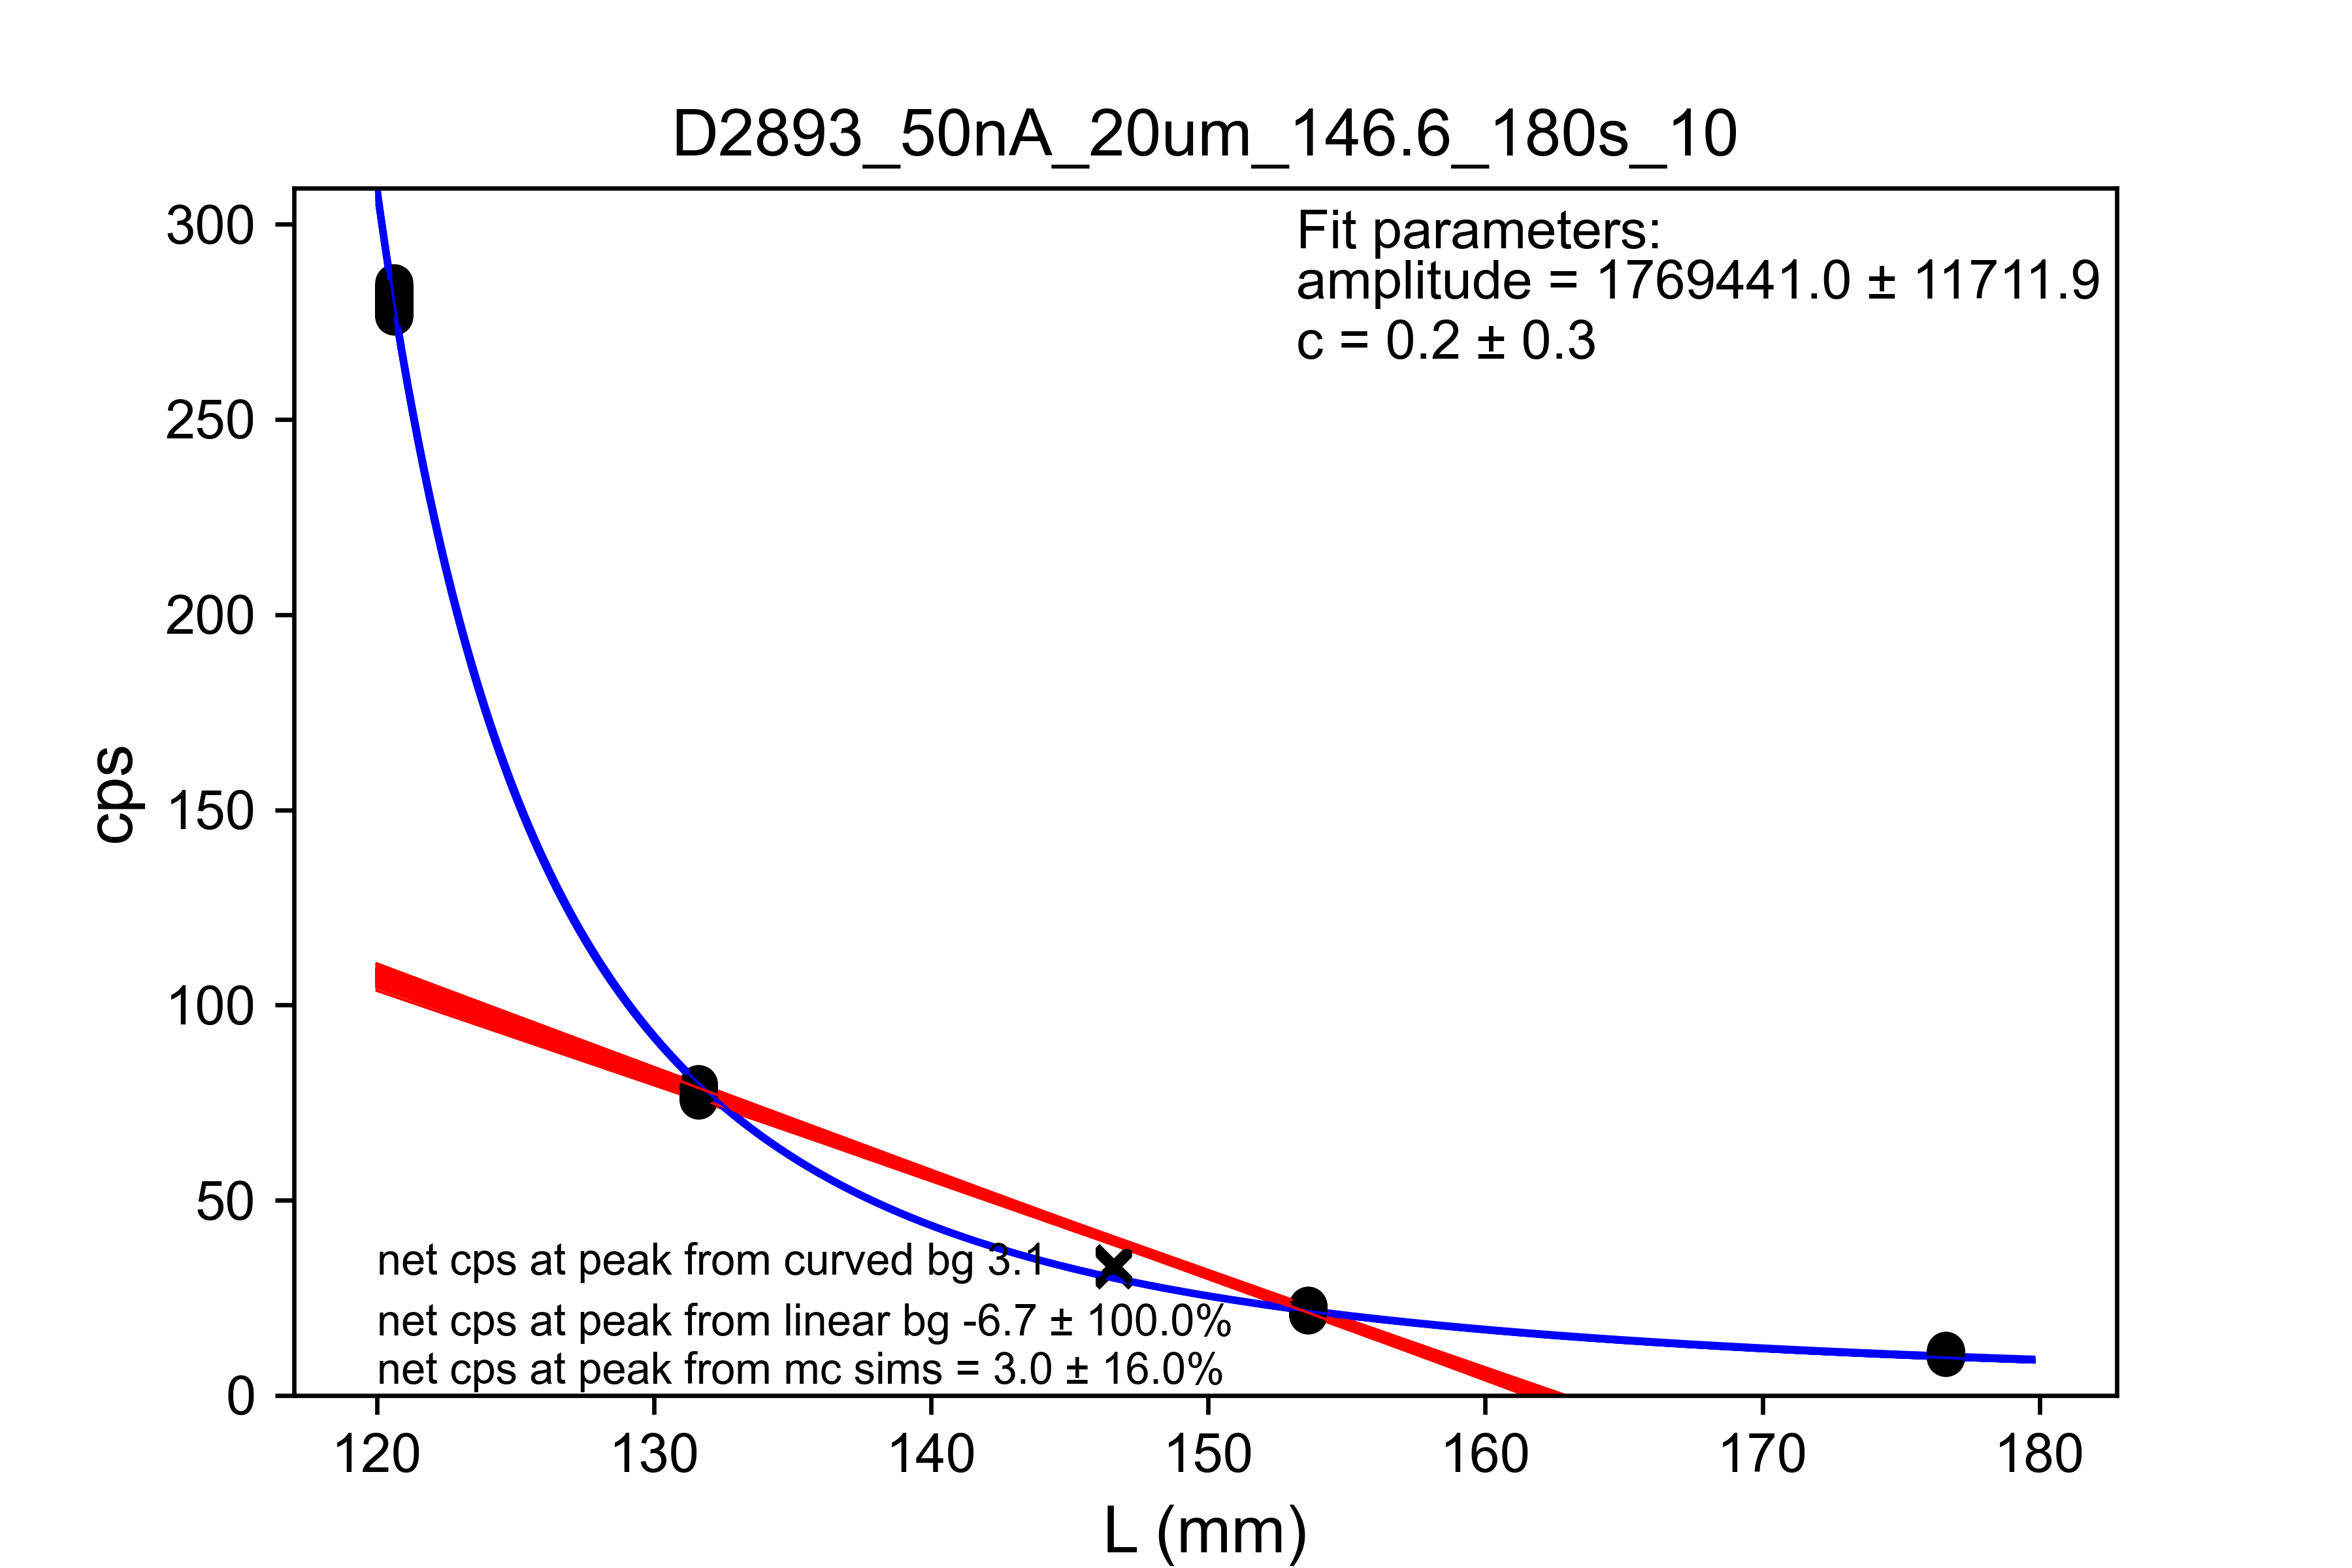 D2893_50nA_20um_146.6_180s_10
Fit parameters:
amplitude = 1769441.0 ± 11711.9
c = 0.2 ± 0.3
300
250
200
150
100
50
0
cps
net cps at peak from curved bg 3.1
net cps at peak from linear bg -6.7 ± 100.0%
net cps at peak from mc sims = 3.0 ± 16.0%
120 130 140 150 160 170 180
L (mm)